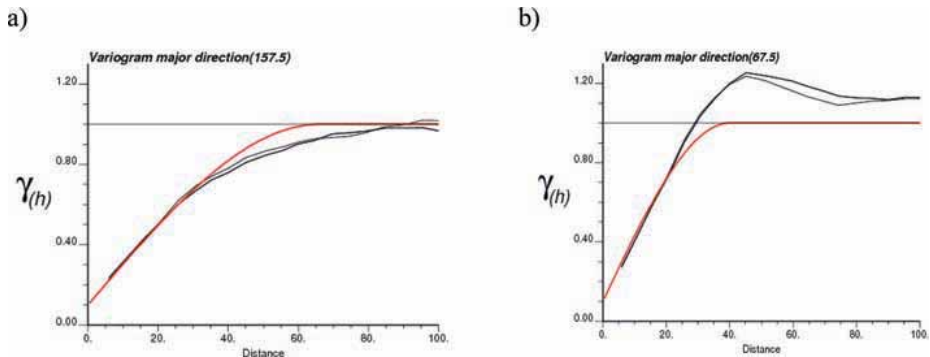 a)
Variogram major direction(157.5)
1.20
0.80
0.40
0.00
γ(h)
0. 20. 40. 60. 80. 100.
Distance
b)
Variogram major direction(67.5)
1.20
0.80
0.40
0.00
γ(h)
0. 20. 40. 60. 80. 100.
Distance